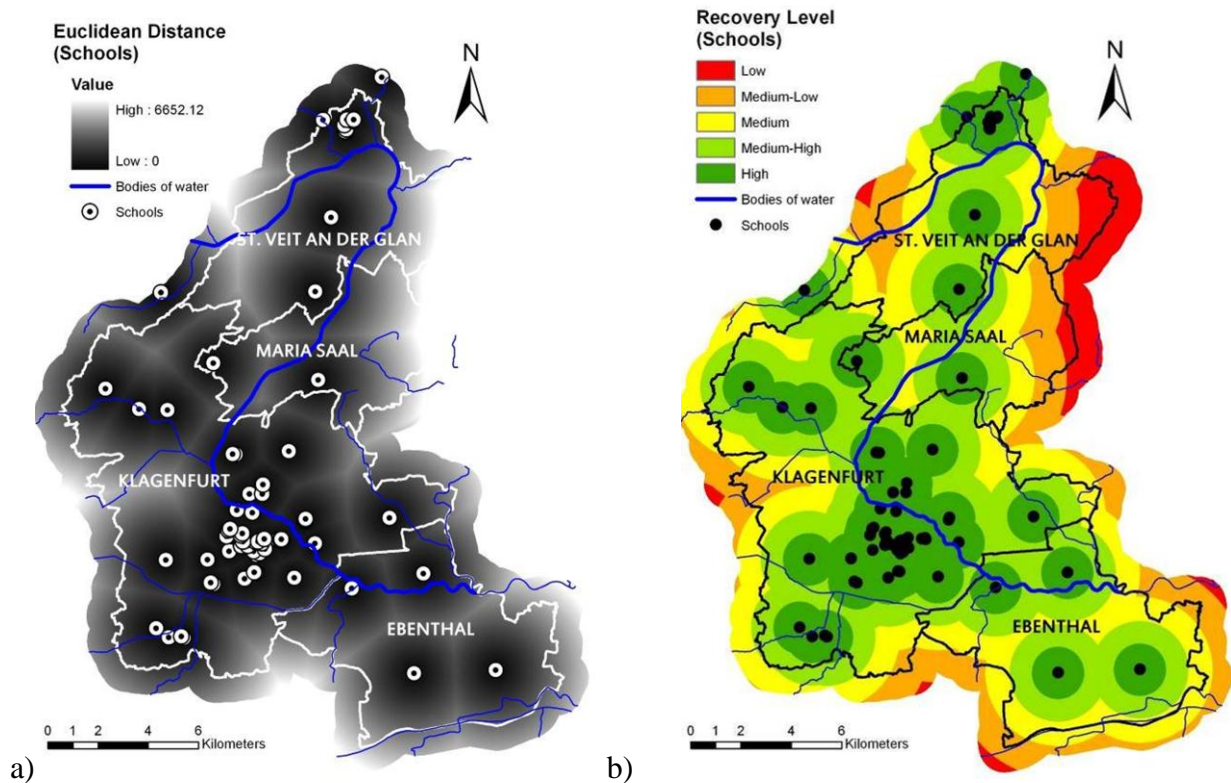 Euclidean Distance
(Schools)
Value
High : 6652.12
Low : 0
Bodies of water
Schools
N
ST. VEIT AN DER GLAN
MARIA SAAL
KLAGENFURT
EBENTHAL
0 1 2 4 6
Kilometers
a)
Recovery Level
(Schools)
Low
Medium-Low
Medium
Medium-High
High
Bodies of water
Schools
N
ST. VEIT AN DER GLAN
MARIA SAAL
KLAGENFURT
EBENTHAL
0 1 2 4 6
Kilometers
b)